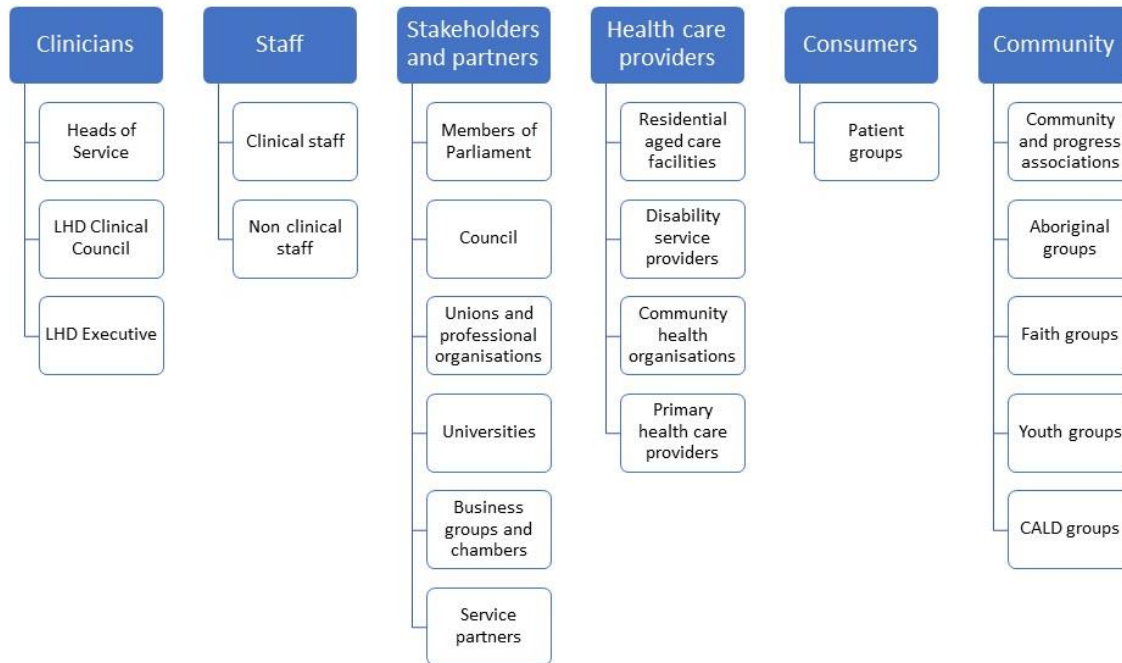 Clinicians
Heads of
Service
LHD Clinical
Council
LHD Executive
Staff
Clinical staff
Non clinical
staff
Stakeholders
and partners
Members of
Parliament
Council
Unions and
professional
organisations
Universities
Business
groups and
chambers
Service
partners
Health care
providers
Residential
aged care
facilities
Disability
service
providers
Community
health
organisations
Primary
health care
providers
Consumers
Patient
groups
Community
Community
and progress
associations
Aboriginal
groups
Faith groups
Youth groups
CALD groups